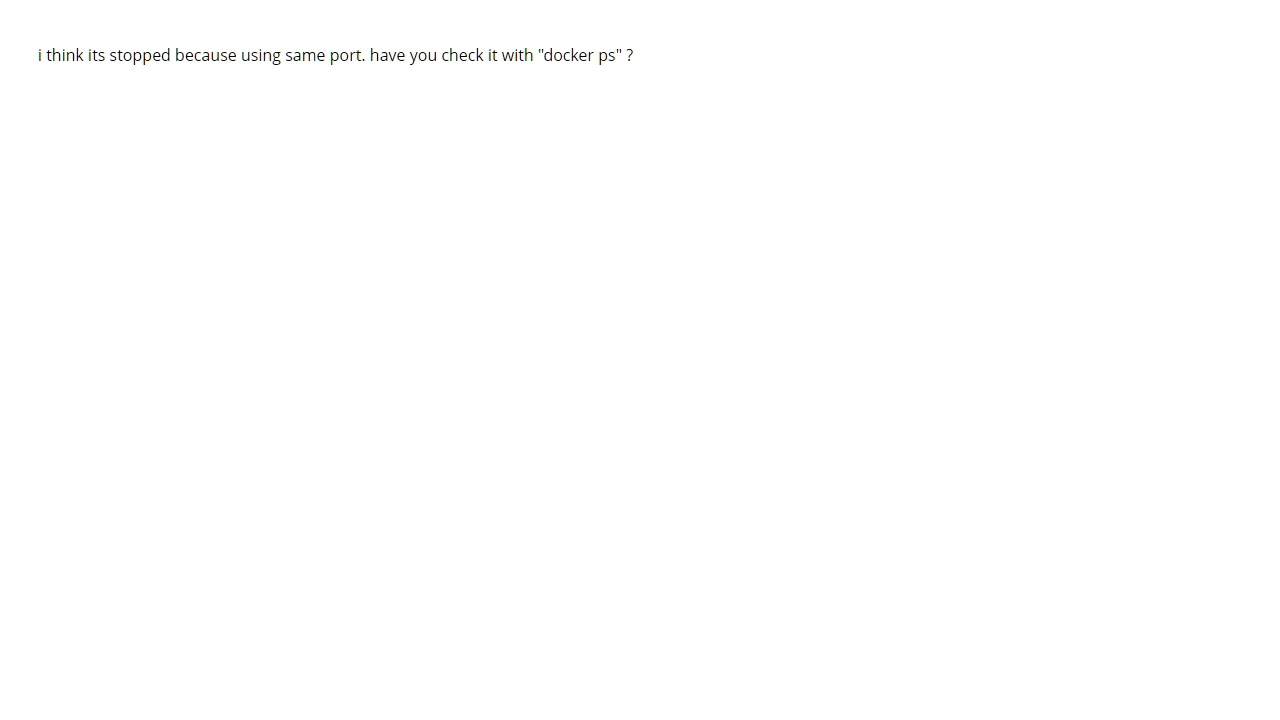 i think its stopped because using same port. have you check it with "docker ps" ?